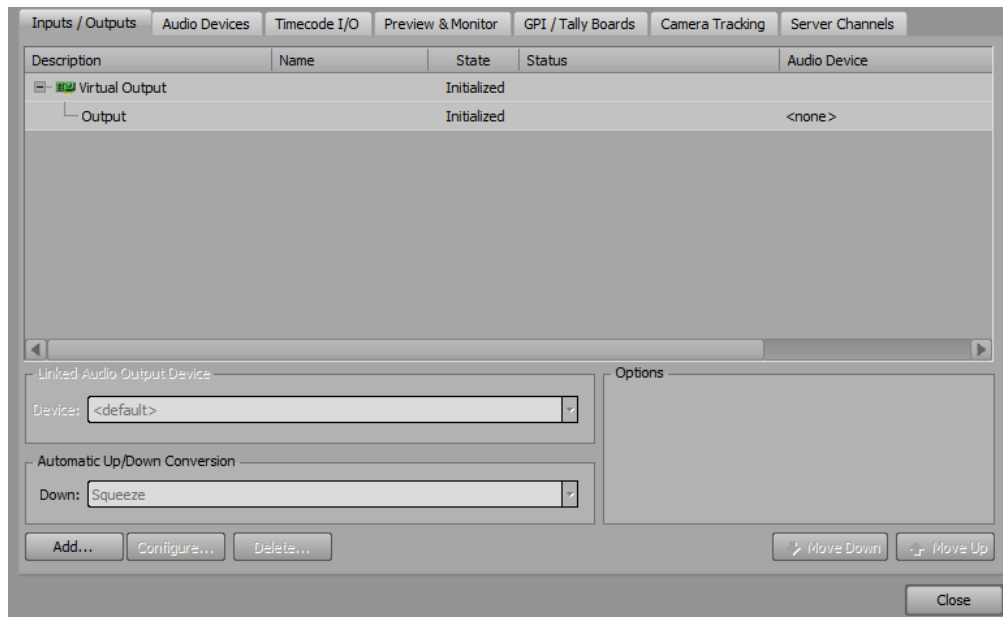 Inputs / Outputs Audio Devices Timecode I/O Preview & Monitor GPI / Tally Boards Camera Tracking Server Channels
Description Name State Status Audio Device
Virtual Output Initialized
Output Initialized <none>
Linked Audio Output Device
Options
Device: <default>
Automatic Up/Down Conversion
Down: Squeeze
Add... Configure... Delete... Move Down Move Up
Close